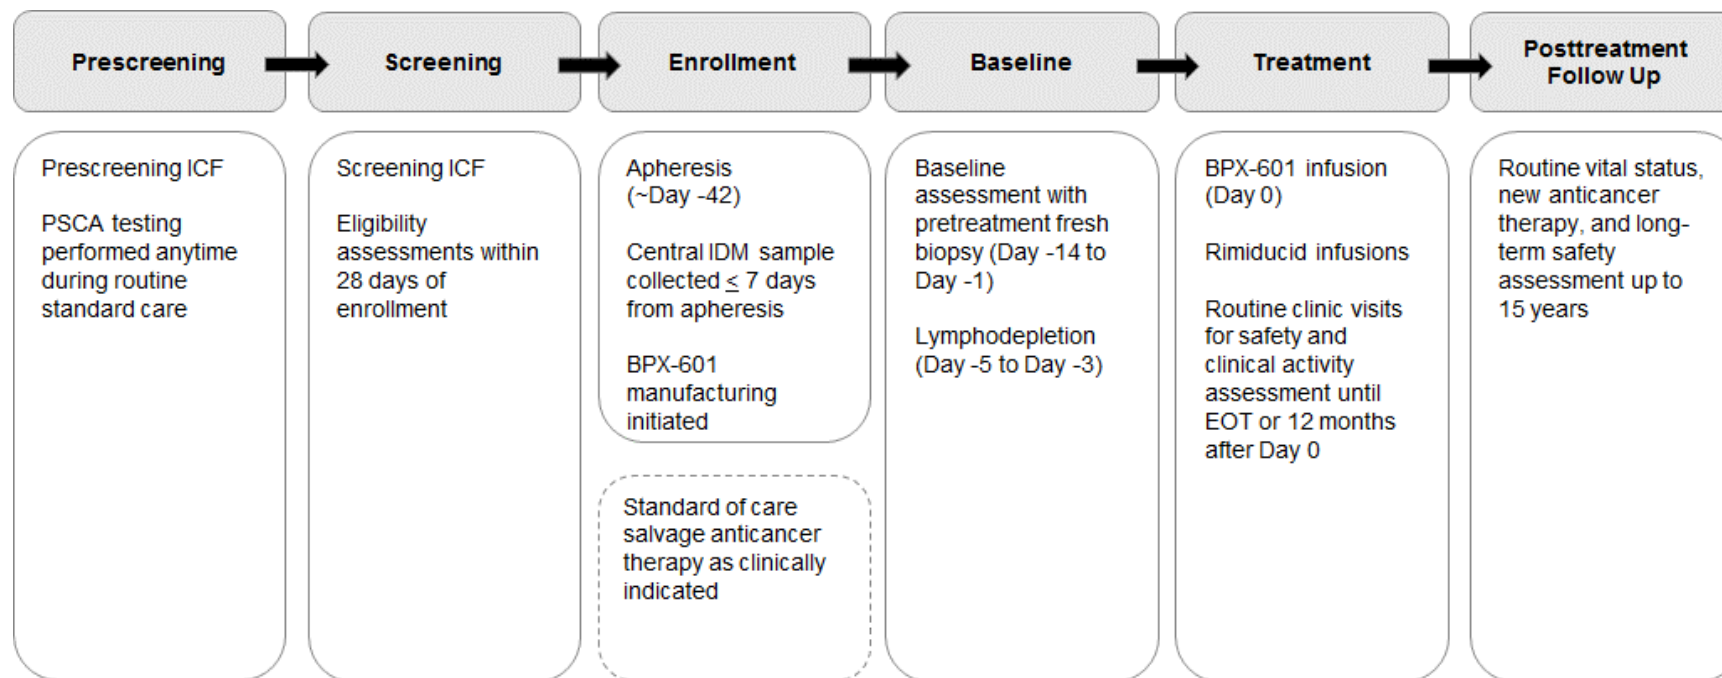 Prescreening
Screening
Enrollment
Baseline
Treatment
Posttreatment
Follow Up
Prescreening ICF
PSCA testing
performed anytime
during routine
standard care
Screening ICF
Eligibility
assessments within
28 days of
enrollment
Apheresis
(~Day -42)
Central IDM sample
collected ≤ 7 days
from apheresis
BPX-601
manufacturing
initiated
Standard of care
salvage anticancer
therapy as clinically
indicated
Baseline
assessment with
pretreatment fresh
biopsy (Day -14 to
Day -1)
Lymphodepletion
(Day -5 to Day -3)
BPX-601 infusion
(Day 0)
Rimiducid infusions
Routine clinic visits
for safety and
clinical activity
assessment until
EOT or 12 months
after Day 0
Routine vital status,
new anticancer
therapy, and long-
term safety
assessment up to
15 years